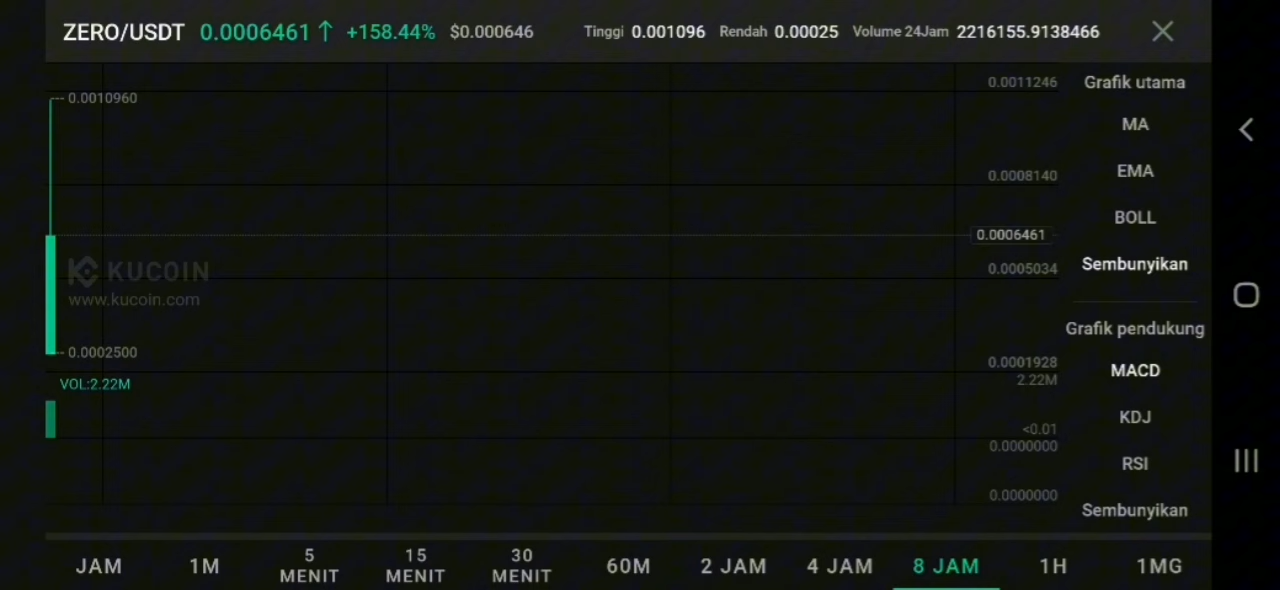 ZERO/USDT 0.0006461 ↑ +158.44% $0.000646 Tinggi 0.001096 Rendah 0.00025 Volume 24Jam 2216155.9138466
0.0011246
Grafik utama
0.0010960
MA
0.0008140
EMA
BOLL
0.0006461
Sembunyikan
0.0005034
KUCOIN
www.kucoin.com
Grafik pendukung
0.0002500
0.0001928
MACD
VOL:2.22M
2.22M
KDJ
<0.01
0.0000000
RSI
0.0000000
Sembunyikan
JAM 1M 5 MENIT 15 MENIT 30 MENIT 60M 2 JAM 4 JAM 8 JAM 1H 1MG